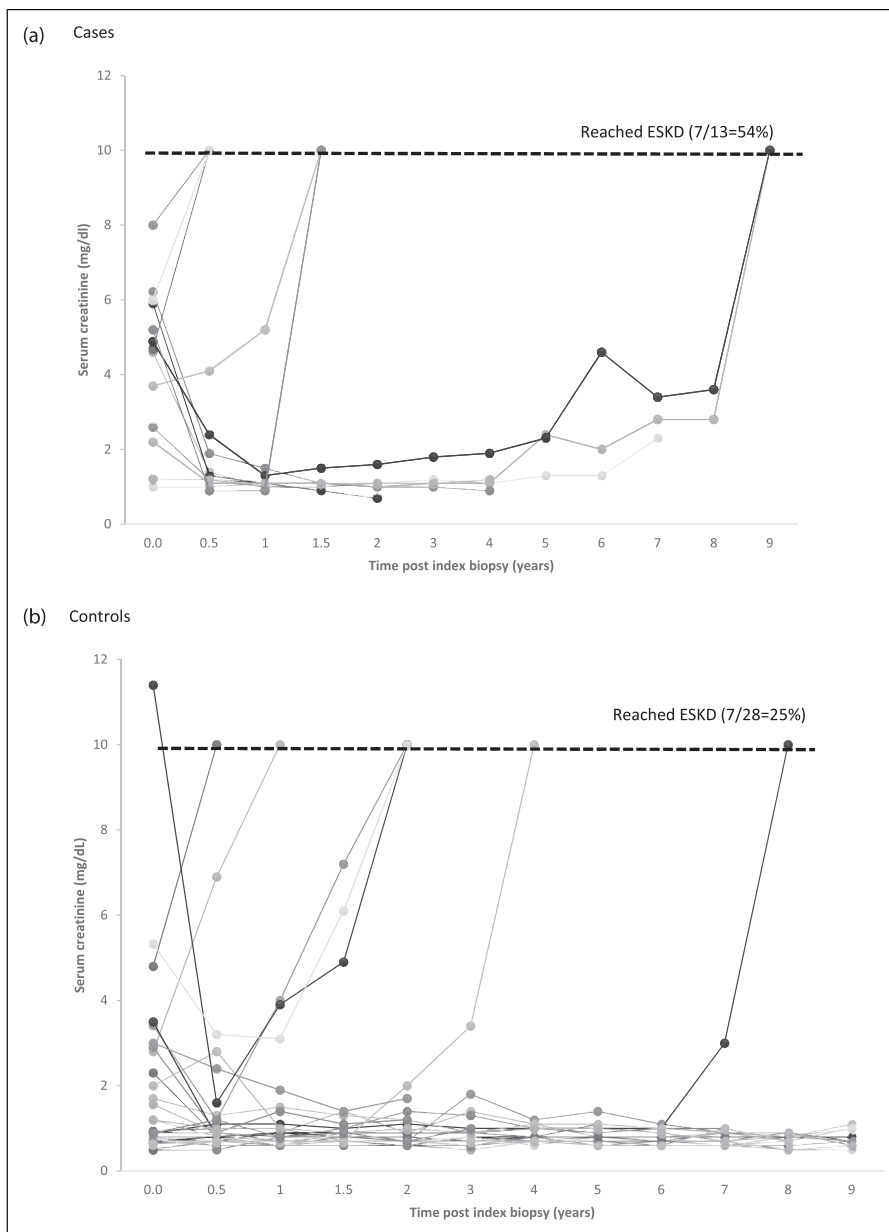 (a) Cases
12
Reached ESKD (7/13=54%)
10
8
6
4
2
0
Serum creatinine (mg/dl)
0.0 0.5 1 1.5 2 3 4 5 6 7 8 9
Time post index biopsy (years)
(b) Controls
12
Reached ESKD (7/28=25%)
10
8
6
4
2
0
Serum creatinine (mg/dL)
0.0 0.5 1 1.5 2 3 4 5 6 7 8 9
Time post index biopsy (years)